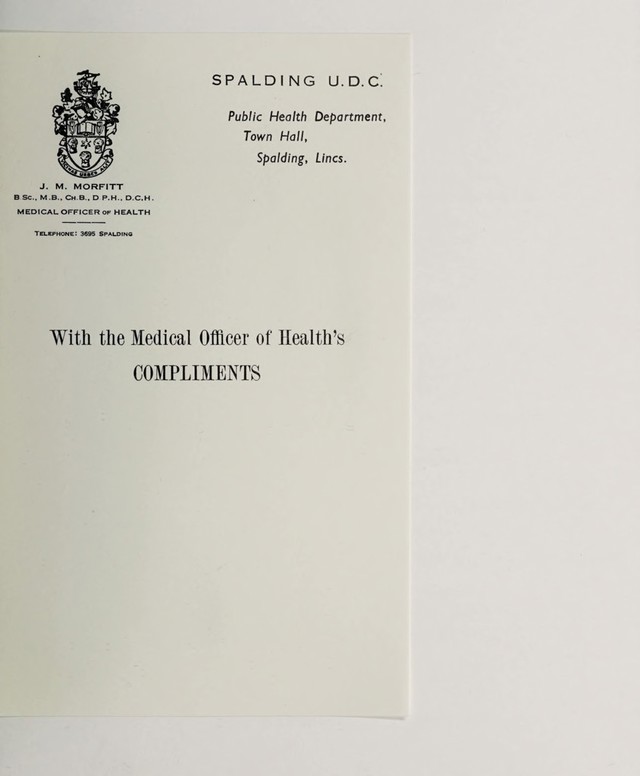 SPALDING U.D.C.
Public Health Department,
Town Hall,
Spalding, Lincs.
J. M. MORFITT
B Sc., M.B., CH.B., D P.H., D.C.H.
MEDICAL OFFICER OF HEALTH
TELEPHONE: 3695 SPALDING
With the Medical Officer of Health's
COMPLIMENTS